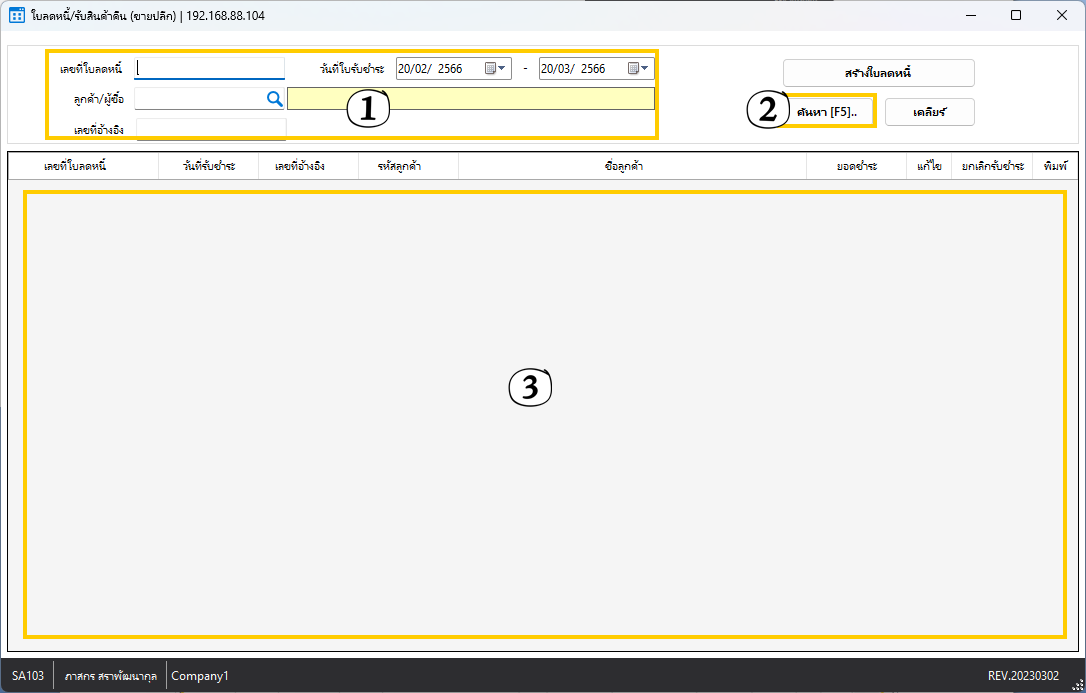 ใบลดหนี้/รับสินค้าคืน (ขายปลีก) | 192.168.88.104
เลขที่ใบลดหนี้ วันที่ใบรับชำระ 20/02/ 2566 - 20/03/ 2566 สร้างใบลดหนี้
ลูกค้า/ผู้ซื้อ 1 2 ค้นหา [F5].. เคลียร์
เลขที่อ้างอิง
เลขที่ใบลดหนี้ วันที่รับชำระ เลขที่อ้างอิง รหัสลูกค้า ชื่อลูกค้า ยอดชำระ แก้ไข ยกเลิกรับชำระ พิมพ์
3
SA103 ภาสกร สราพัฒนากุล Company1 REV.20230302